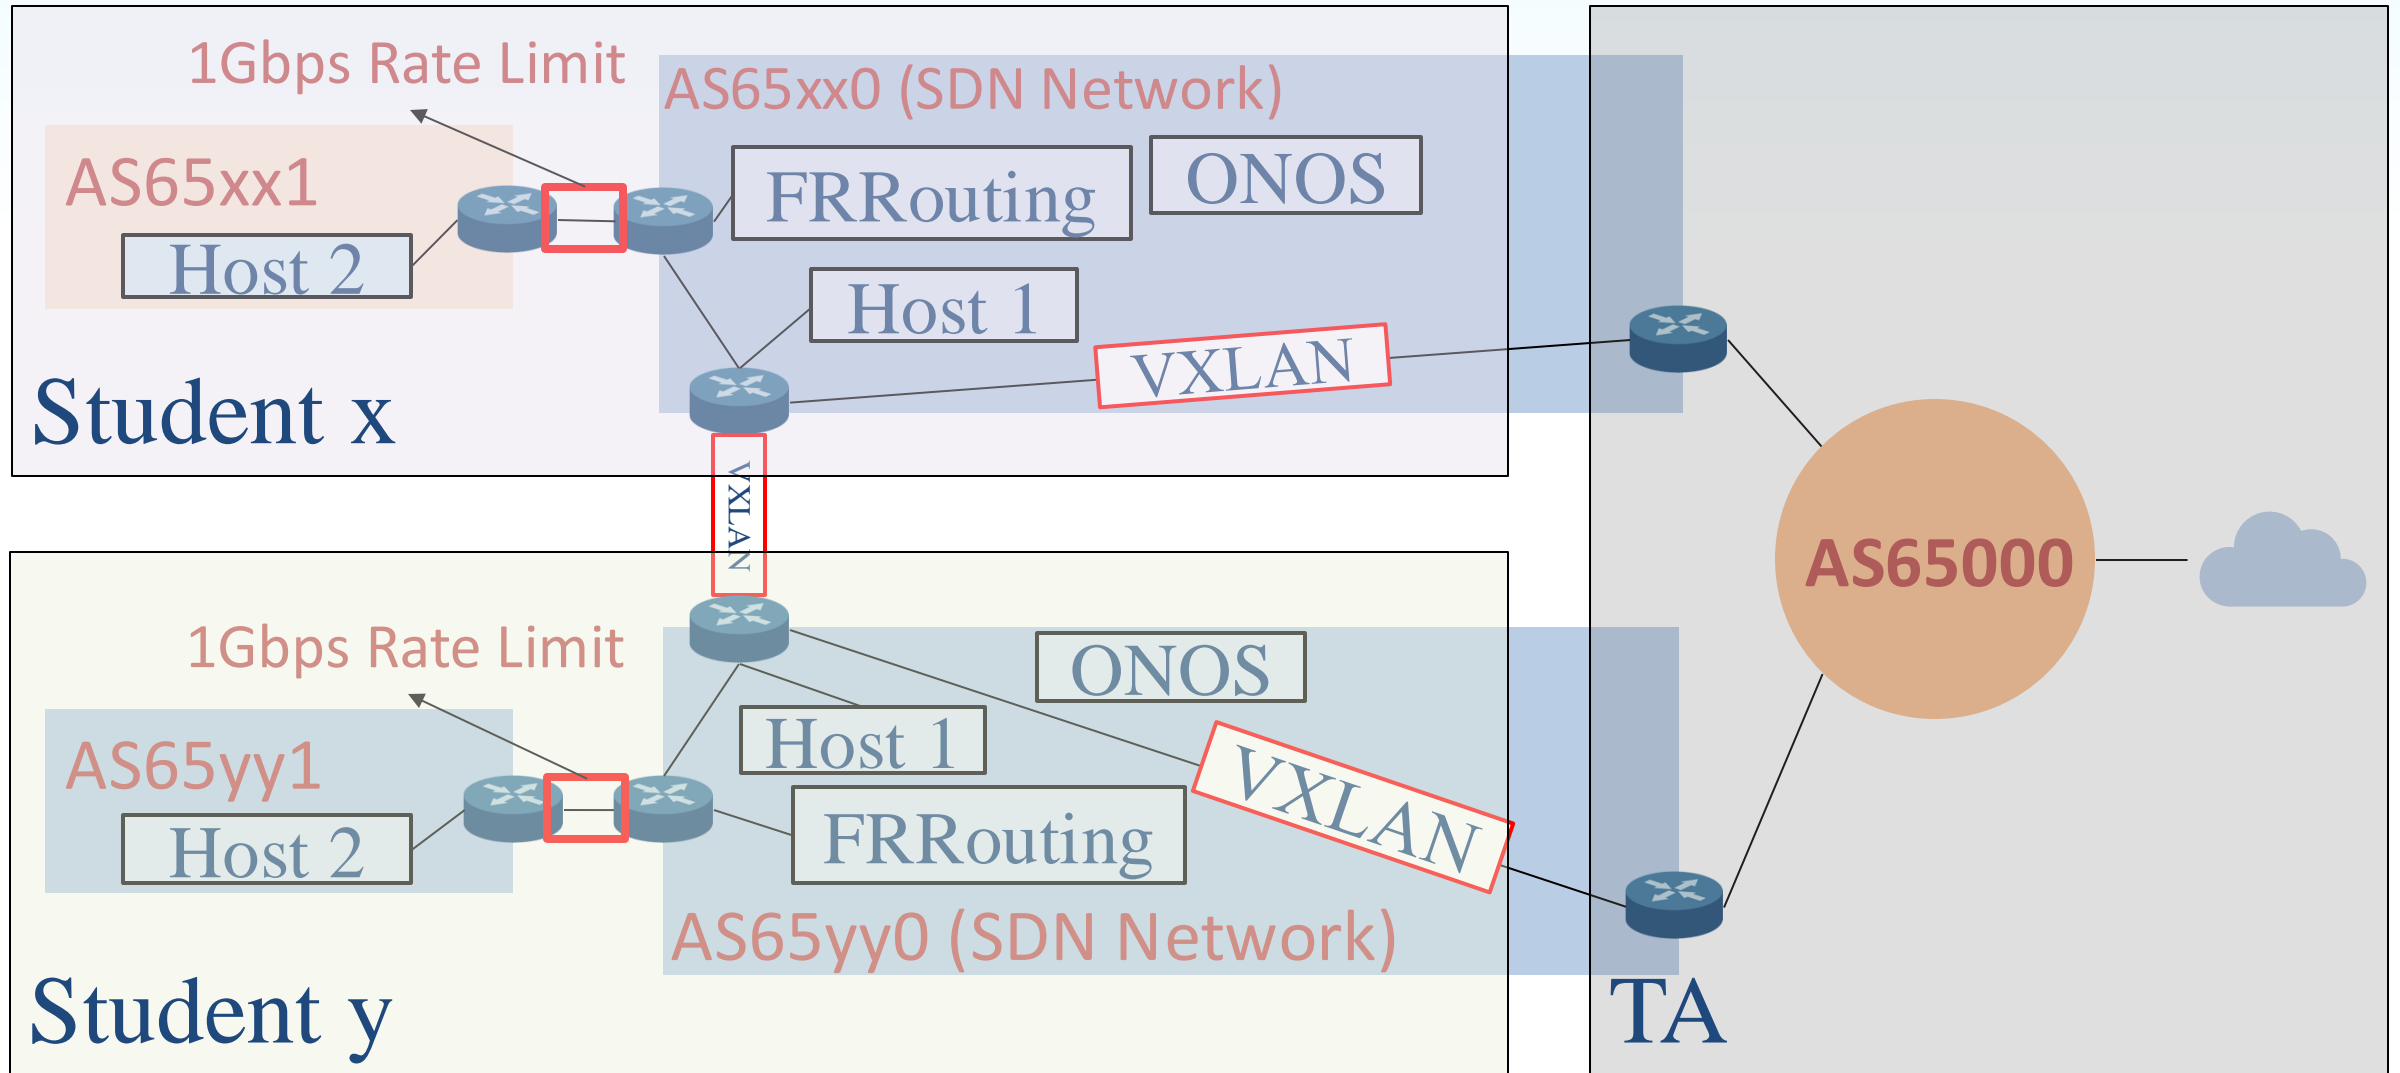 1Gbps Rate Limit
AS65xx0 (SDN Network)
FRRouting
ONOS
AS65xx1
Host 2
Host 1
VXLAN
Student x
VXLAN
AS65000
1Gbps Rate Limit
ONOS
Host 1
AS65yy1
VXLAN
Host 2
FRRouting
AS65yy0 (SDN Network)
Student y
TA